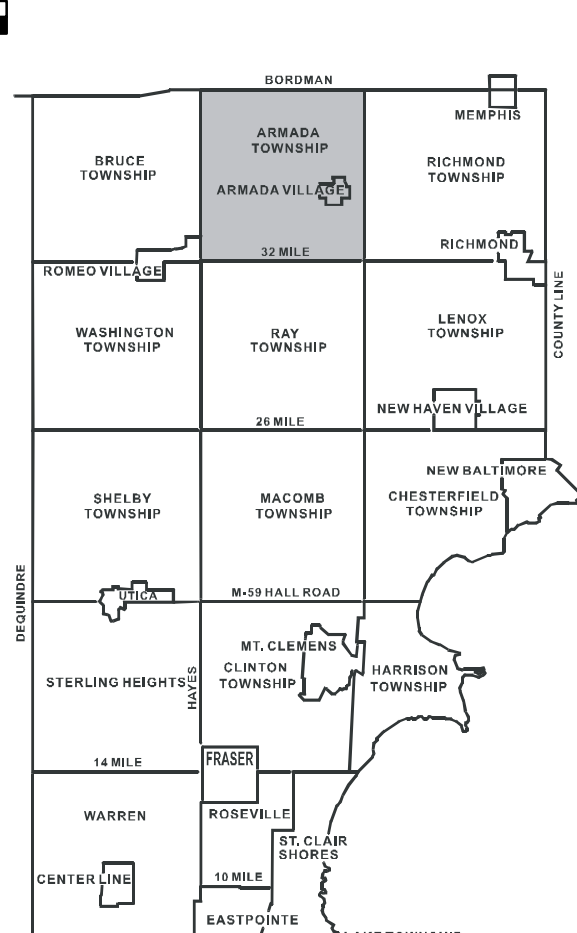 BORDMAN
MEMPHIS
ARMADA
TOWNSHIP
BRUCE
TOWNSHIP
RICHMOND
TOWNSHIP
ARMADA VILLAGE
RICHMOND
32 MILE
ROMEO VILLAGE
COUNTY LINE
WASHINGTON
TOWNSHIP
RAY
TOWNSHIP
LENOX
TOWNSHIP
NEW HAVEN VILLAGE
26 MILE
NEW BALTIMORE
SHELBY
TOWNSHIP
MACOMB
TOWNSHIP
CHESTERFIELD
TOWNSHIP
DEQUINDRE
UTICA
M-59 HALL ROAD
MT. CLEMENS
CLINTON
TOWNSHIP
HARRISON
TOWNSHIP
STERLING HEIGHTS
HAYES
14 MILE
FRASER
WARREN
ROSEVILLE
ST. CLAIR
SHORES
CENTER LINE
10 MILE
EASTPOINTE